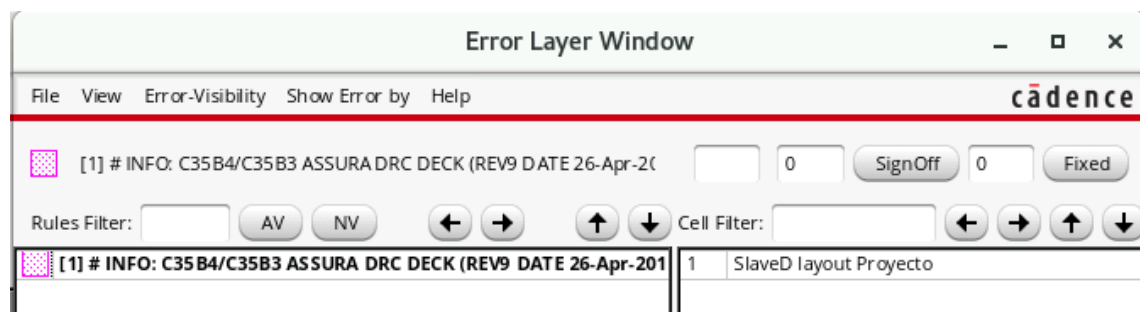 Error Layer Window
File View Error-Visibility Show Error by Help
cādence
[1] # INFO: C35B4/C35B3 ASSURA DRC DECK (REV9 DATE 26-Apr-20
0 SignOff 0 Fixed
Rules Filter: AV NV Cell Filter:
[1] # INFO: C35B4/C35B3 ASSURA DRC DECK (REV9 DATE 26-Apr-201 1 SlaveD layout Proyecto